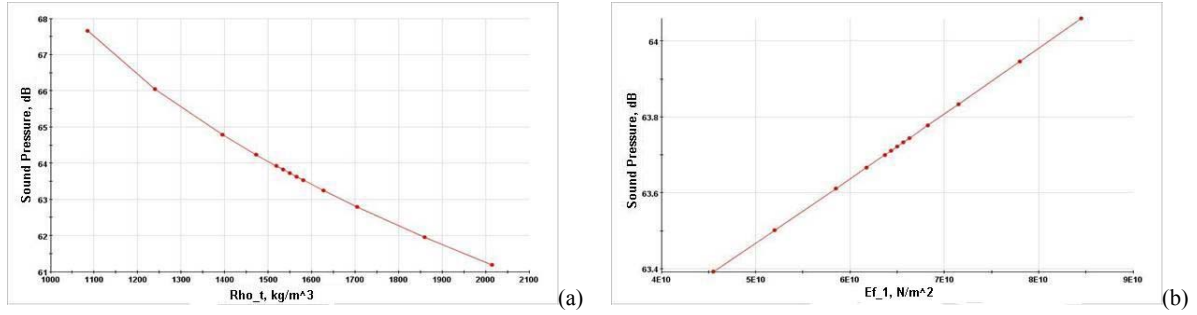 68
67
66
65
64
63
62
61
Sound Pressure, dB
1000 1100 1200 1300 1400 1500 1600 1700 1800 1900 2000 2100
Rho_t, kg/m^3
(a)
64
63.8
63.6
63.4
Sound Pressure, dB
4E10 5E10 6E10 7E10 8E10 9E10
Ef_1, N/m^2
(b)